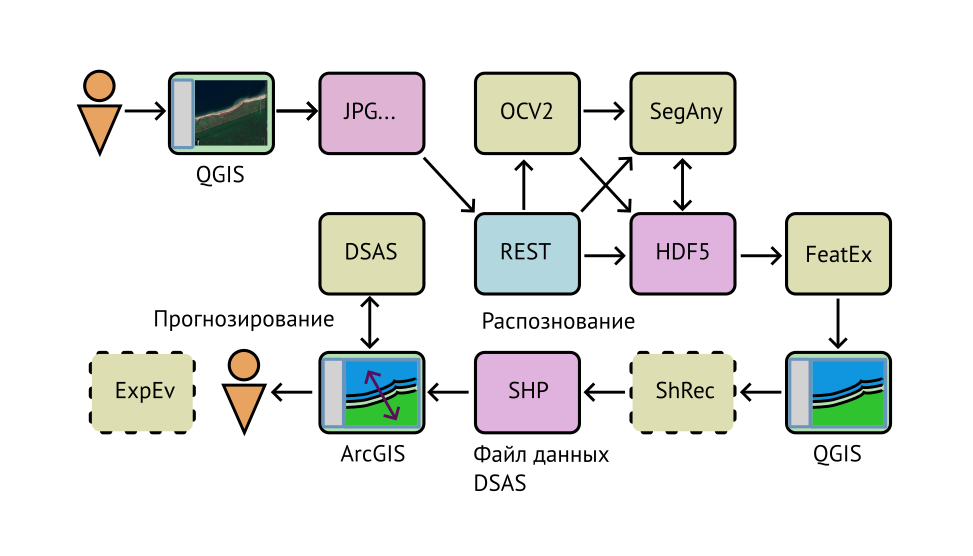 JPG...
OCV2
SegAny
QGIS
DSAS
REST
HDF5
FeatEx
Прогнозирование
Распознование
ExpEv
SHP
ShRec
ArcGIS
Файл данных
DSAS
QGIS